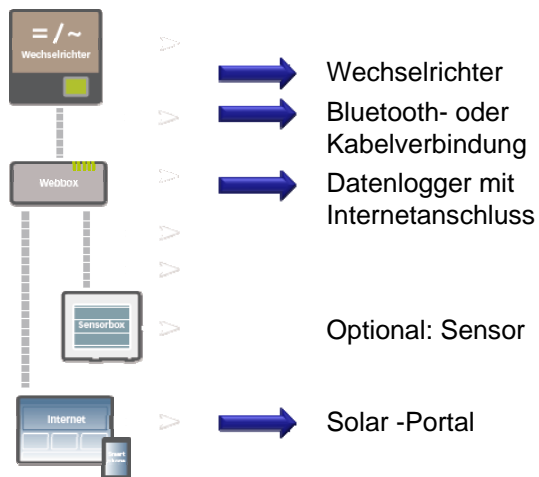 = / ~
Wechselrichter
Wechselrichter
Bluetooth- oder
Kabelverbindung
Webbox
Datenlogger mit
Internetanschluss
Sensorbox
Optional: Sensor
Internet
Solar -Portal